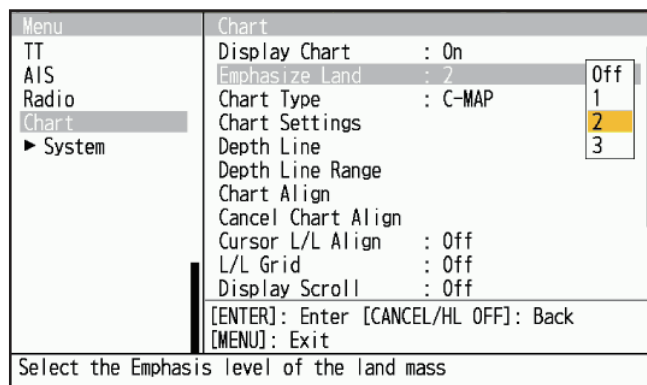 Menu
TT
AIS
Radio
Chart
► System
Chart
Display Chart : On
Emphasize Land : 2
Chart Type : C-MAP
Chart Settings
Depth Line
Depth Line Range
Chart Align
Cancel Chart Align
Cursor L/L Align : Off
L/L Grid : Off
Display Scroll : Off
Off
1
2
3
[ENTER]: Enter [CANCEL/HL OFF]: Back
[MENU]: Exit
Select the Emphasis level of the land mass